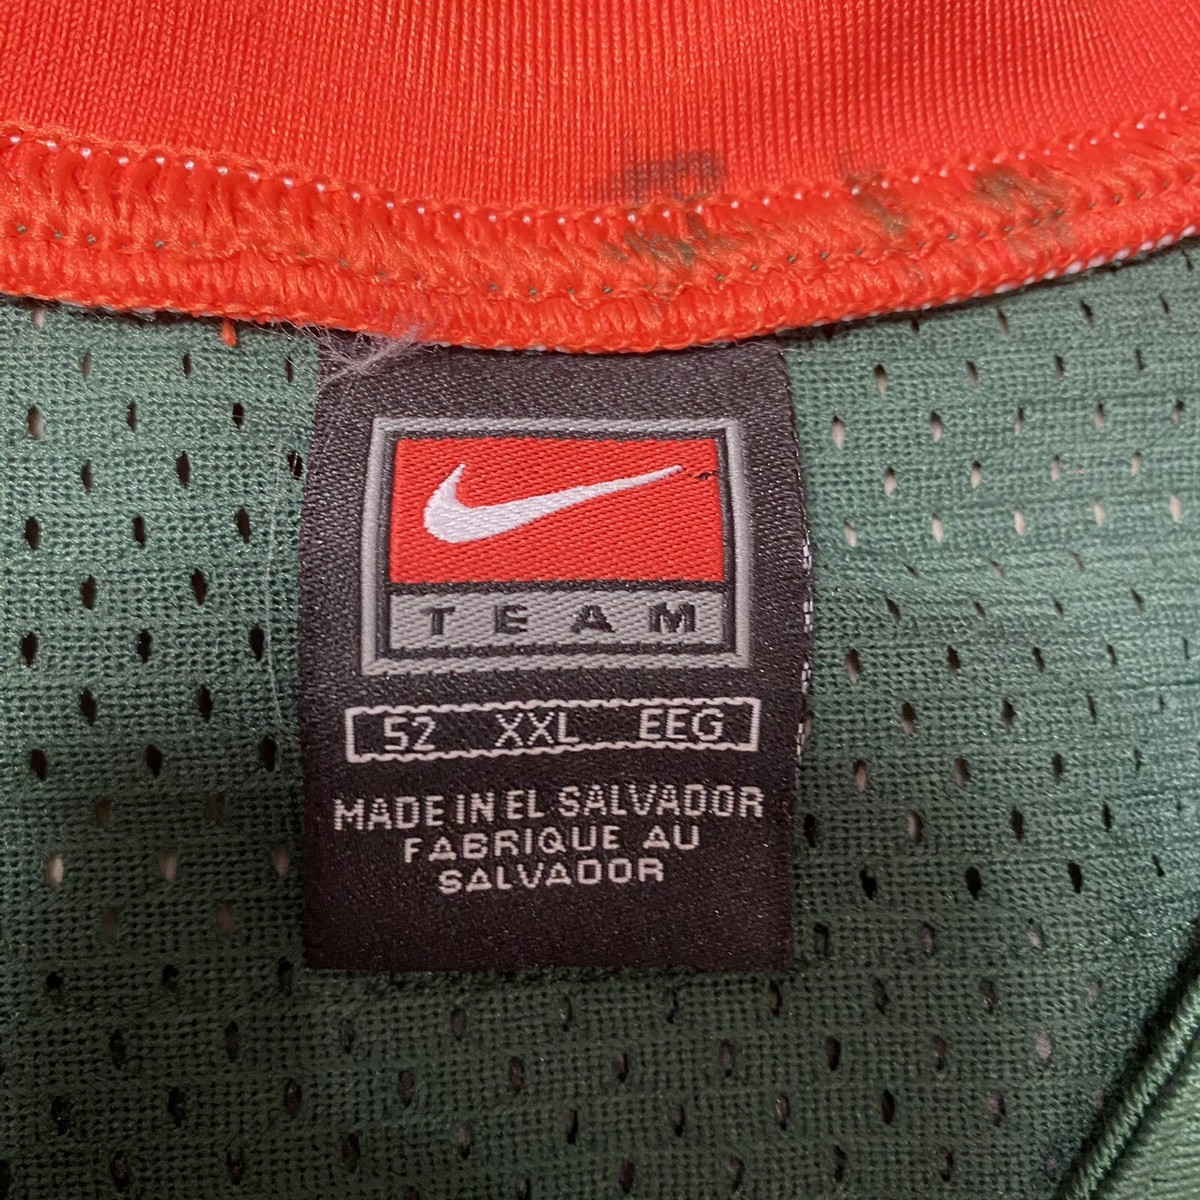 TEAM
52 XXL EEG
MADE IN EL SALVADOR
FABRIQUE AU
SALVADOR